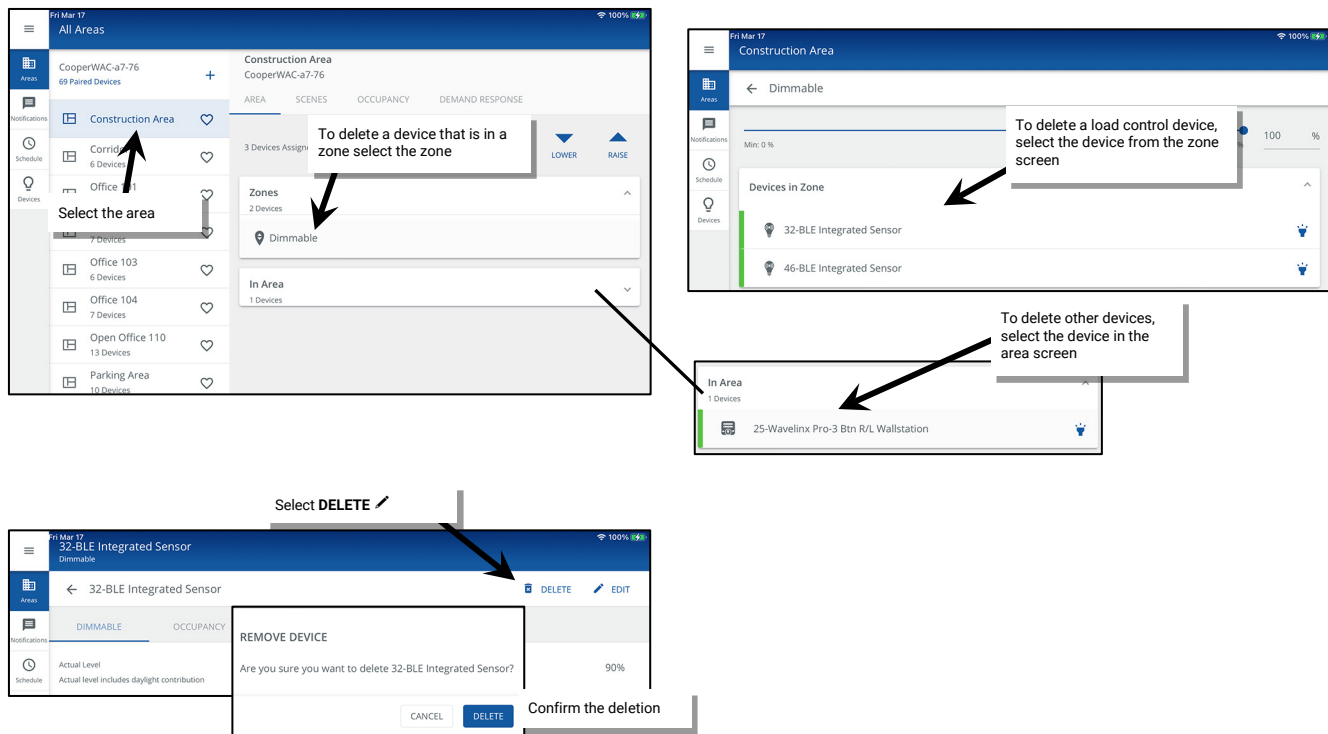 Fri Mar 17
100%
All Areas
Areas
Notifications
Schedule
Devices
CooperWAC-a7-76
69 Paired Devices
+
Construction Area
6 Devices
Select the area
7 Devices
Office 103
6 Devices
Office 104
7 Devices
Open Office 110
13 Devices
Parking Area
10 Devices
Construction Area
CooperWAC-a7-76
AREA SCENES OCCUPANCY DEMAND RESPONSE
3 Devices
To delete a device that is in a
zone select the zone
LOWER RAISE
Zones
2 Devices
Dimmable
In Area
1 Devices
Fri Mar 17
100%
Construction Area
Areas
Notifications
Schedule
Devices
Dimmable
Min: 0 %
100 %
To delete a load control device,
select the device from the zone
screen
Devices in Zone
32-BLE Integrated Sensor
46-BLE Integrated Sensor
To delete other devices,
select the device in the
area screen
In Area
1 Devices
25-Wavelinx Pro-3 Btn R/L Wallstation
Select DELETE
Fri Mar 17
100%
32-BLE Integrated Sensor
Dimmable
Areas
Notifications
Schedule
32-BLE Integrated Sensor
DELETE EDIT
DIMMABLE OCCUPANCY
Actual Level
Actual level includes daylight contribution
90%
REMOVE DEVICE
Are you sure you want to delete 32-BLE Integrated Sensor?
CANCEL DELETE
Confirm the deletion